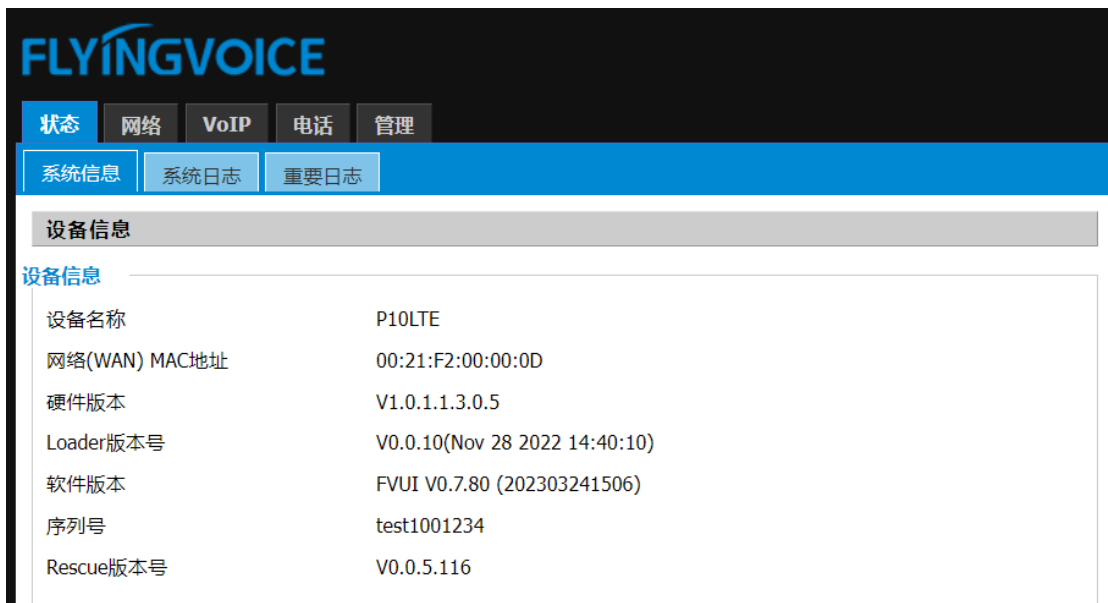 FLYINGVOICE
状态 网络 VoIP 电话 管理
系统信息 系统日志 重要日志
设备信息
设备信息
设备名称 P10LTE
网络(WAN) MAC地址 00:21:F2:00:00:0D
硬件版本 V1.0.1.1.3.0.5
Loader版本号 V0.0.10(Nov 28 2022 14:40:10)
软件版本 FVUI V0.7.80 (202303241506)
序列号 test1001234
Rescue版本号 V0.0.5.116